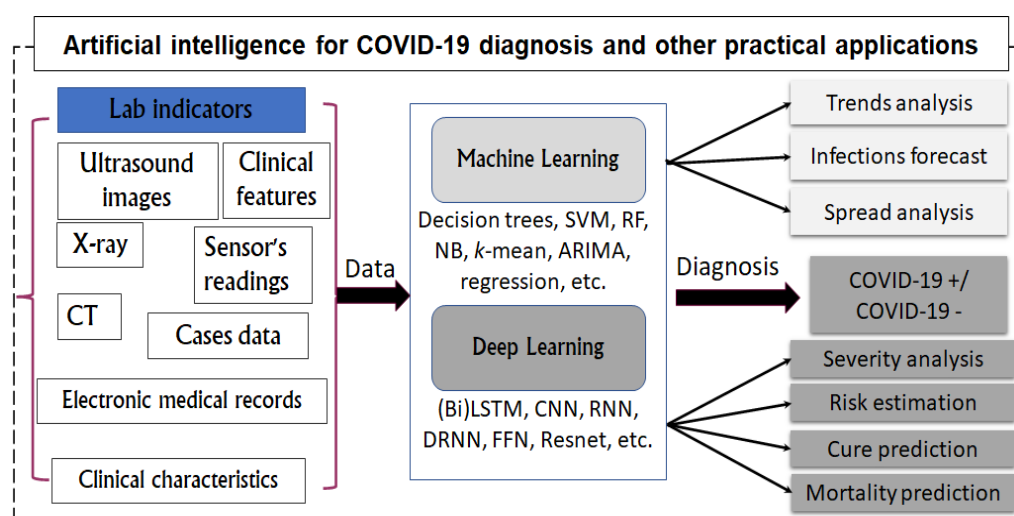 Artificial intelligence for COVID-19 diagnosis and other practical applications
Lab indicators
Ultrasound
images
Clinical
features
X-ray
Sensor's
readings
CT
Cases data
Electronic medical records
Clinical characteristics
Data
Machine Learning
Decision trees, SVM, RF,
NB, k-mean, ARIMA,
regression, etc.
Deep Learning
(Bi)LSTM, CNN, RNN,
DRNN, FFN, Resnet, etc.
Diagnosis
Trends analysis
Infections forecast
Spread analysis
COVID-19 +/
COVID-19 -
Severity analysis
Risk estimation
Cure prediction
Mortality prediction